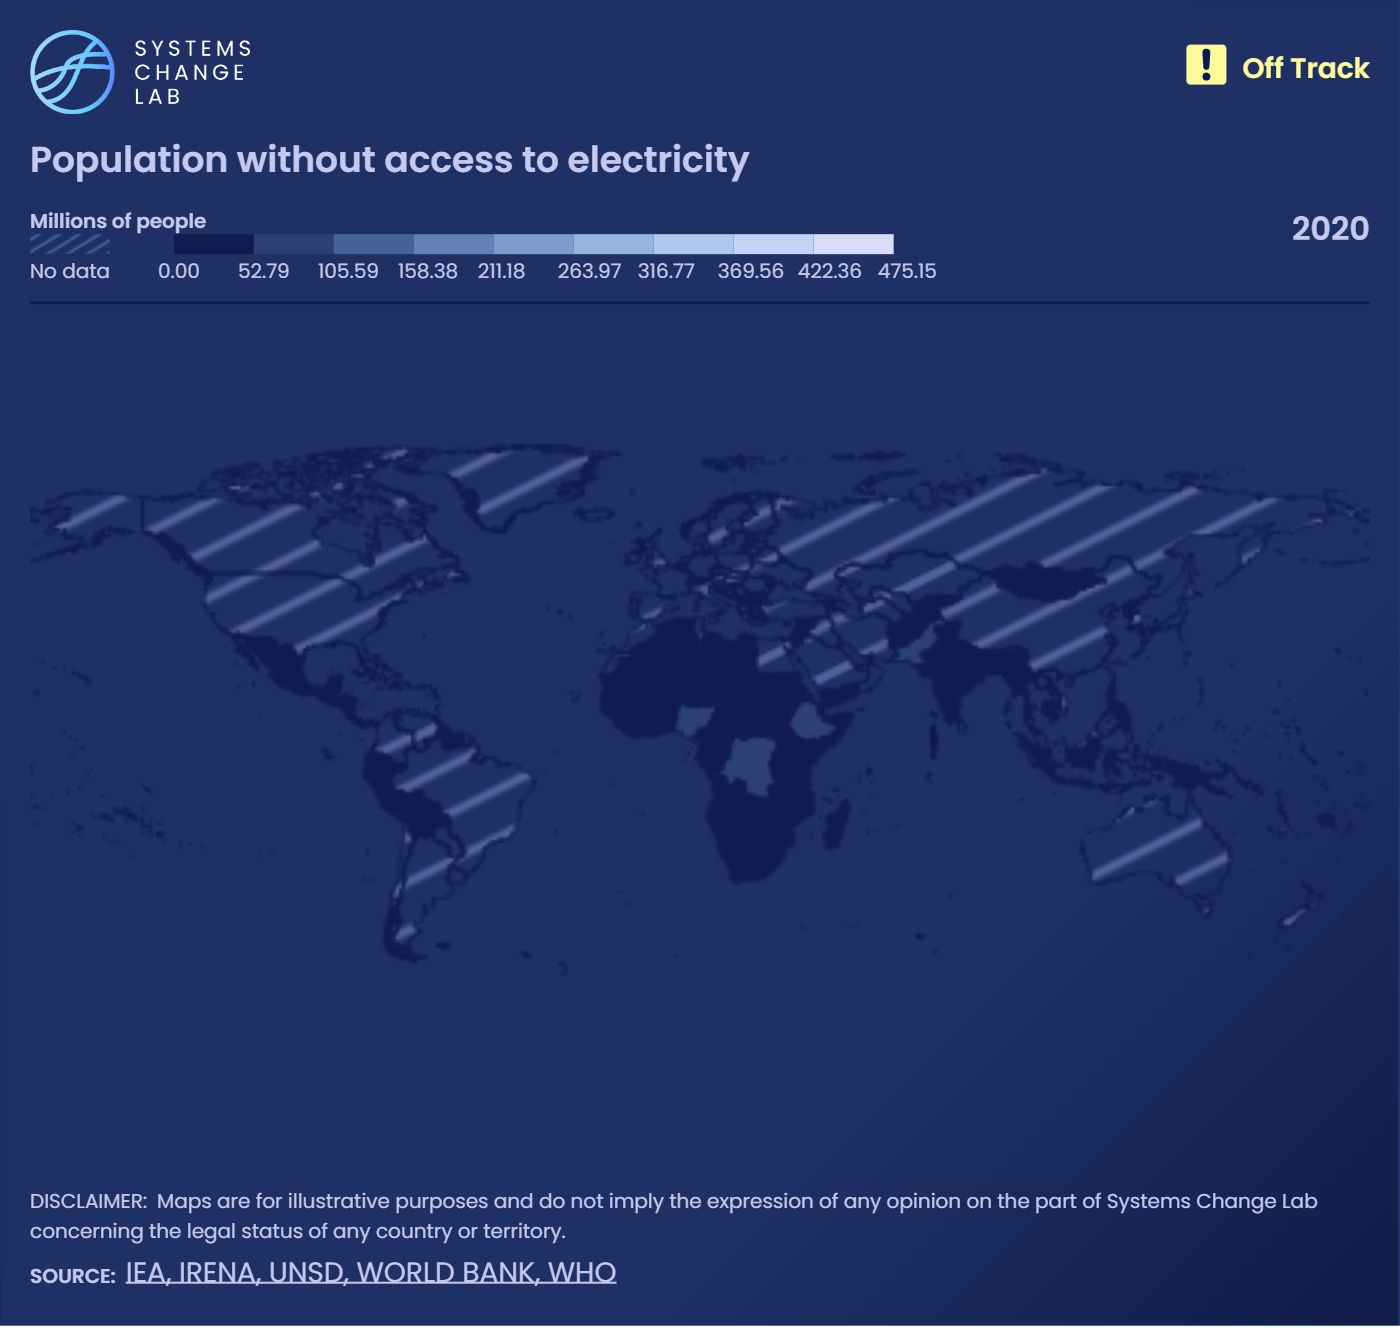 SYSTEMS
CHANGE
LAB
! Off Track
Population without access to electricity
Millions of people
2020
No data 0.00 52.79 105.59 158.38 211.18 263.97 316.77 369.56 422.36 475.15
DISCLAIMER: Maps are for illustrative purposes and do not imply the expression of any opinion on the part of Systems Change Lab
concerning the legal status of any country or territory.
SOURCE: IEA, IRENA, UNSD, WORLD BANK, WHO